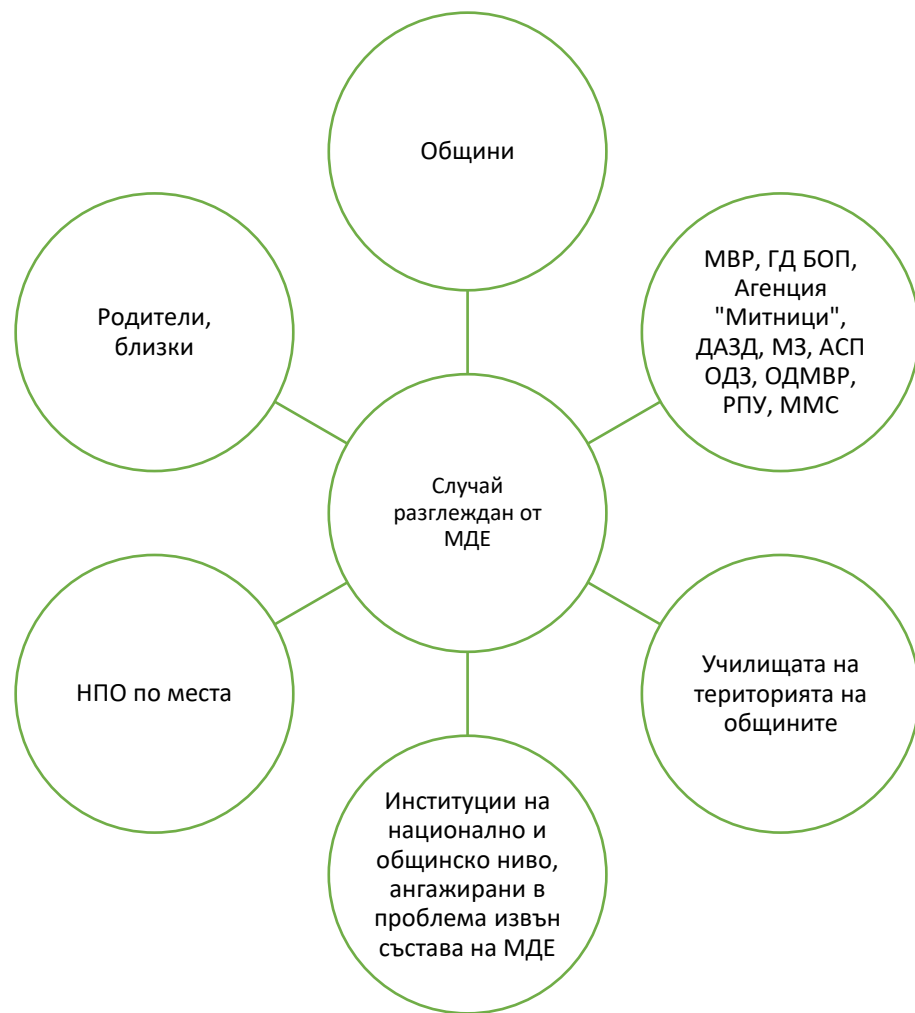 Общини
МВР, ГД БОП,
Агенция
"Митници",
ДАЗД, МЗ, АСП
ОДЗ, ОДМВР,
РПУ, ММС
Родители,
близки
Случай
разглеждан от
МДЕ
НПО по места
Училищата на
територията на
общините
Институции на
национално и
общинско ниво,
ангажирани в
проблема извън
състава на МДЕ